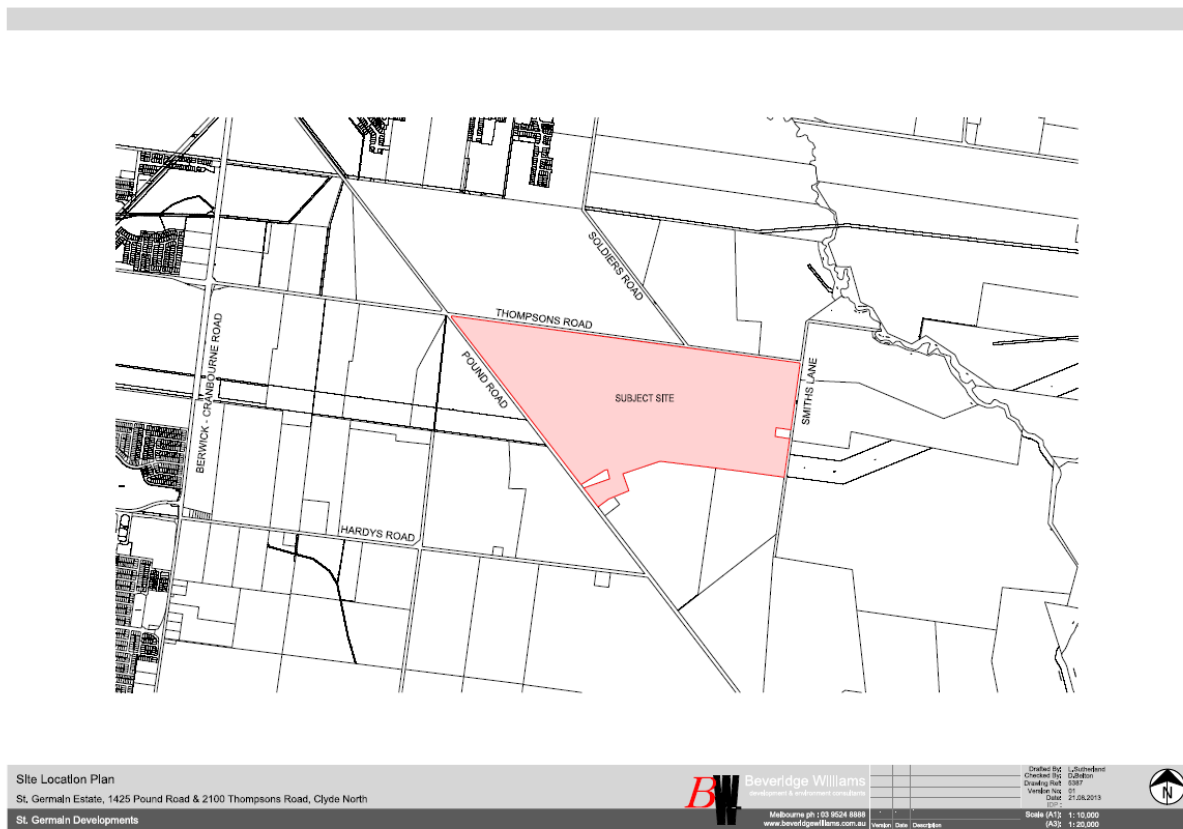 SOLDIERS ROAD
THOMPSONS ROAD
BERWICK - CRANBOURNE ROAD
POUND ROAD
SMITHS LANE
SUBJECT SITE
HARDYS ROAD
Site Location Plan
St. Germain Estate, 1425 Pound Road & 2100 Thompsons Road, Clyde North
St. Germain Developments
BW
Beveridge Williams
development & environment consultants
Melbourne ph : 03 9524 8888
www.beveridgewilliams.com.au
Version Date Description
Drafted By: L.Sutherland
Checked By: D.Belton
Drawing Ref: 5387
Version No: 01
Date: 21.06.2013
Scale (A1): 1: 10,000
(A3): 1: 20,000
N